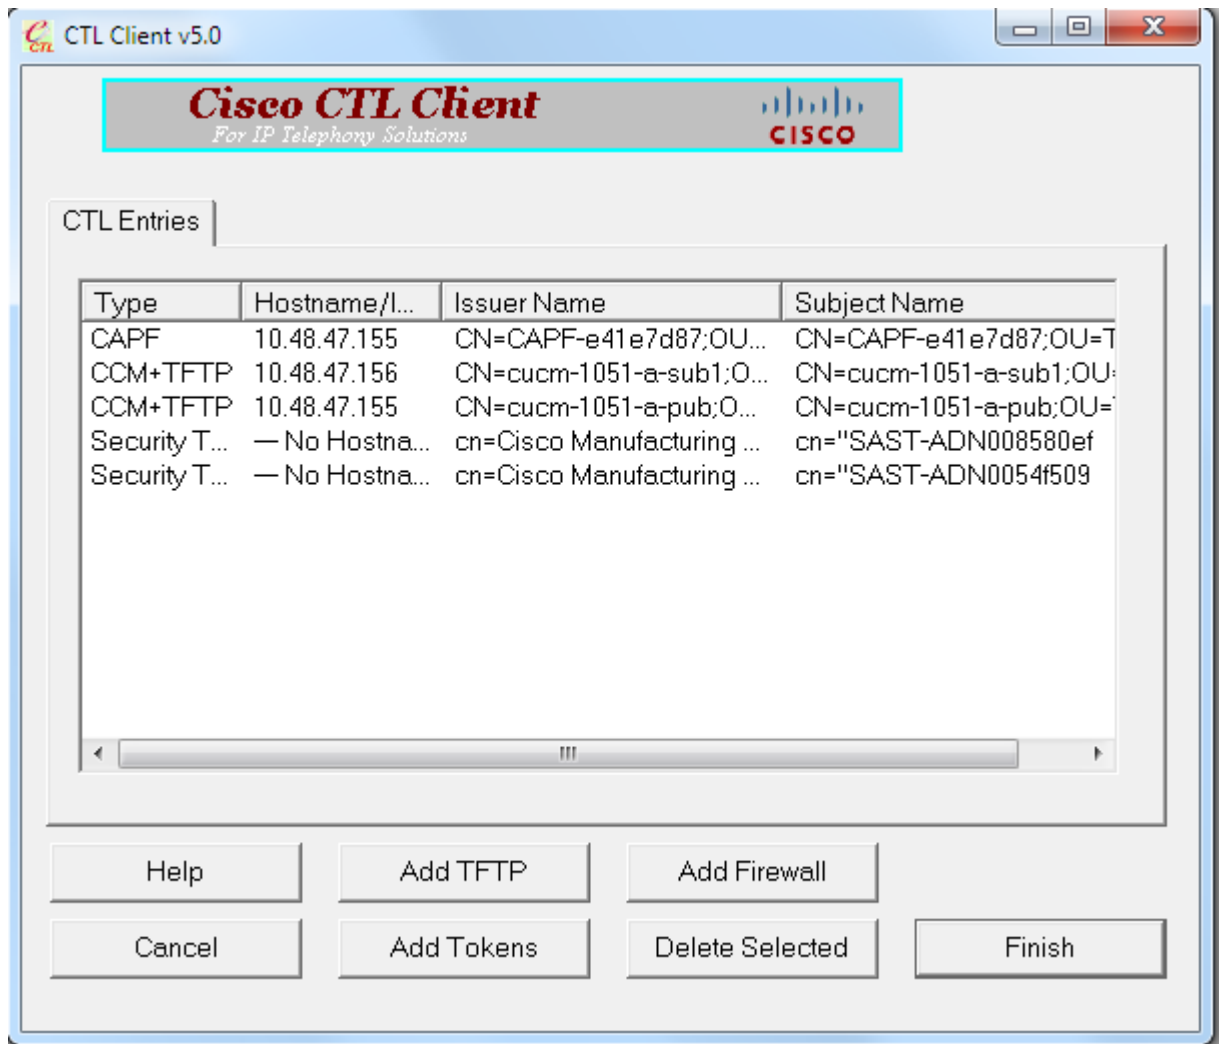 CTL Client v5.0
Cisco CTL Client
For IP Telephony Solutions
CISCO
CTL Entries
Type Hostname/I... Issuer Name Subject Name
CAPF 10.48.47.155 CN=CAPF-e41e7d87;OU... CN=CAPF-e41e7d87;OU=T
CCM+TFTP 10.48.47.156 CN=cucm-1051-a-sub1;O... CN=cucm-1051-a-sub1;OU=
CCM+TFTP 10.48.47.155 CN=cucm-1051-a-pub;O... CN=cucm-1051-a-pub;OU=T
Security T... — No Hostna... cn=Cisco Manufacturing ... cn="SAST-ADN008580ef
Security T... — No Hostna... cn=Cisco Manufacturing ... cn="SAST-ADN0054f509
Help Add TFTP Add Firewall
Cancel Add Tokens Delete Selected Finish